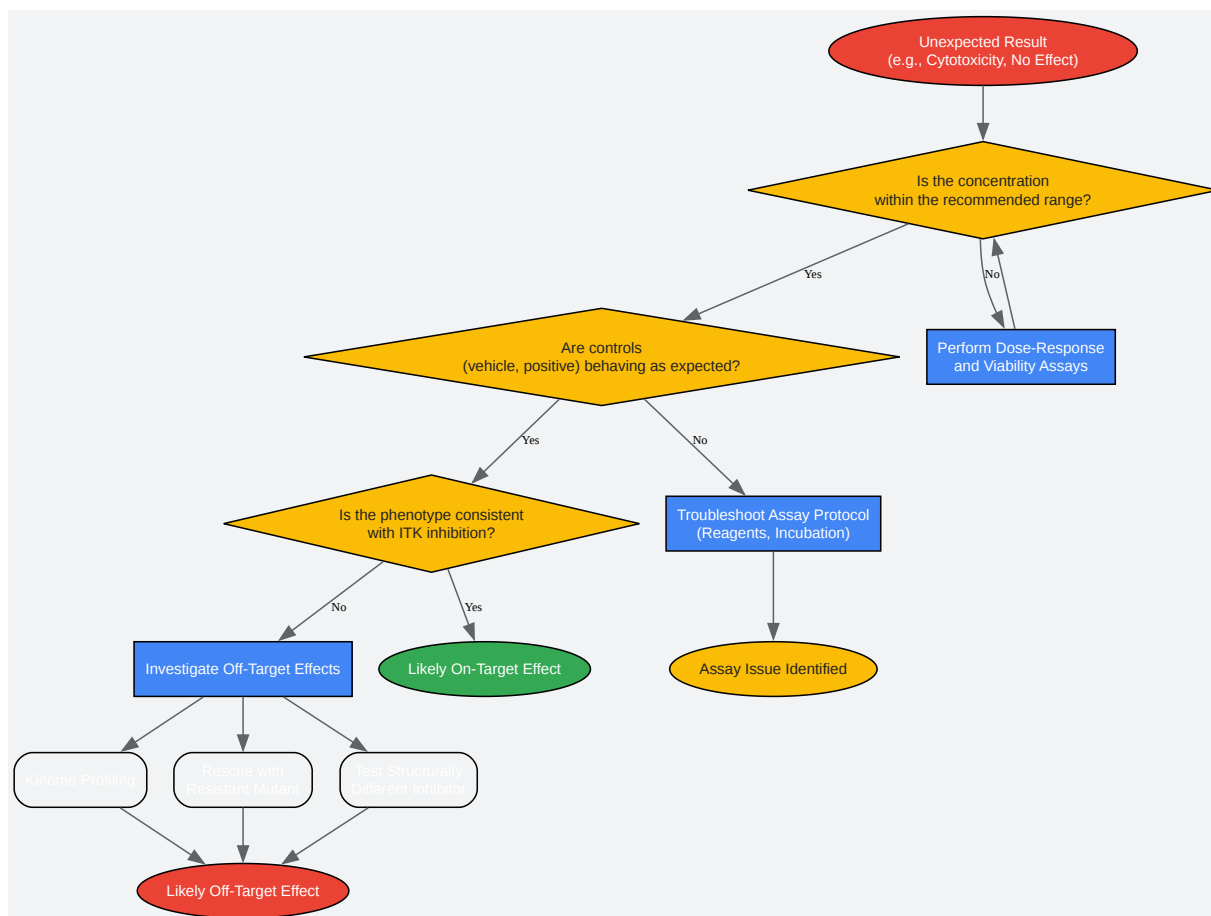 Unexpected Result
(e.g., Cytotoxicity, No Effect)
Is the concentration
within the recommended range?
Yes
No
Are controls
(vehicle, positive) behaving as expected?
Perform Dose-Response
and Viability Assays
Yes
No
Is the phenotype consistent
with ITK inhibition?
Troubleshoot Assay Protocol
(Reagents, Incubation)
No
Yes
Investigate Off-Target Effects
Likely On-Target Effect
Assay Issue Identified
Kinome Profiling
Rescue with
Resistant Mutant
Test Structurally
Different Inhibitor
Likely Off-Target Effect